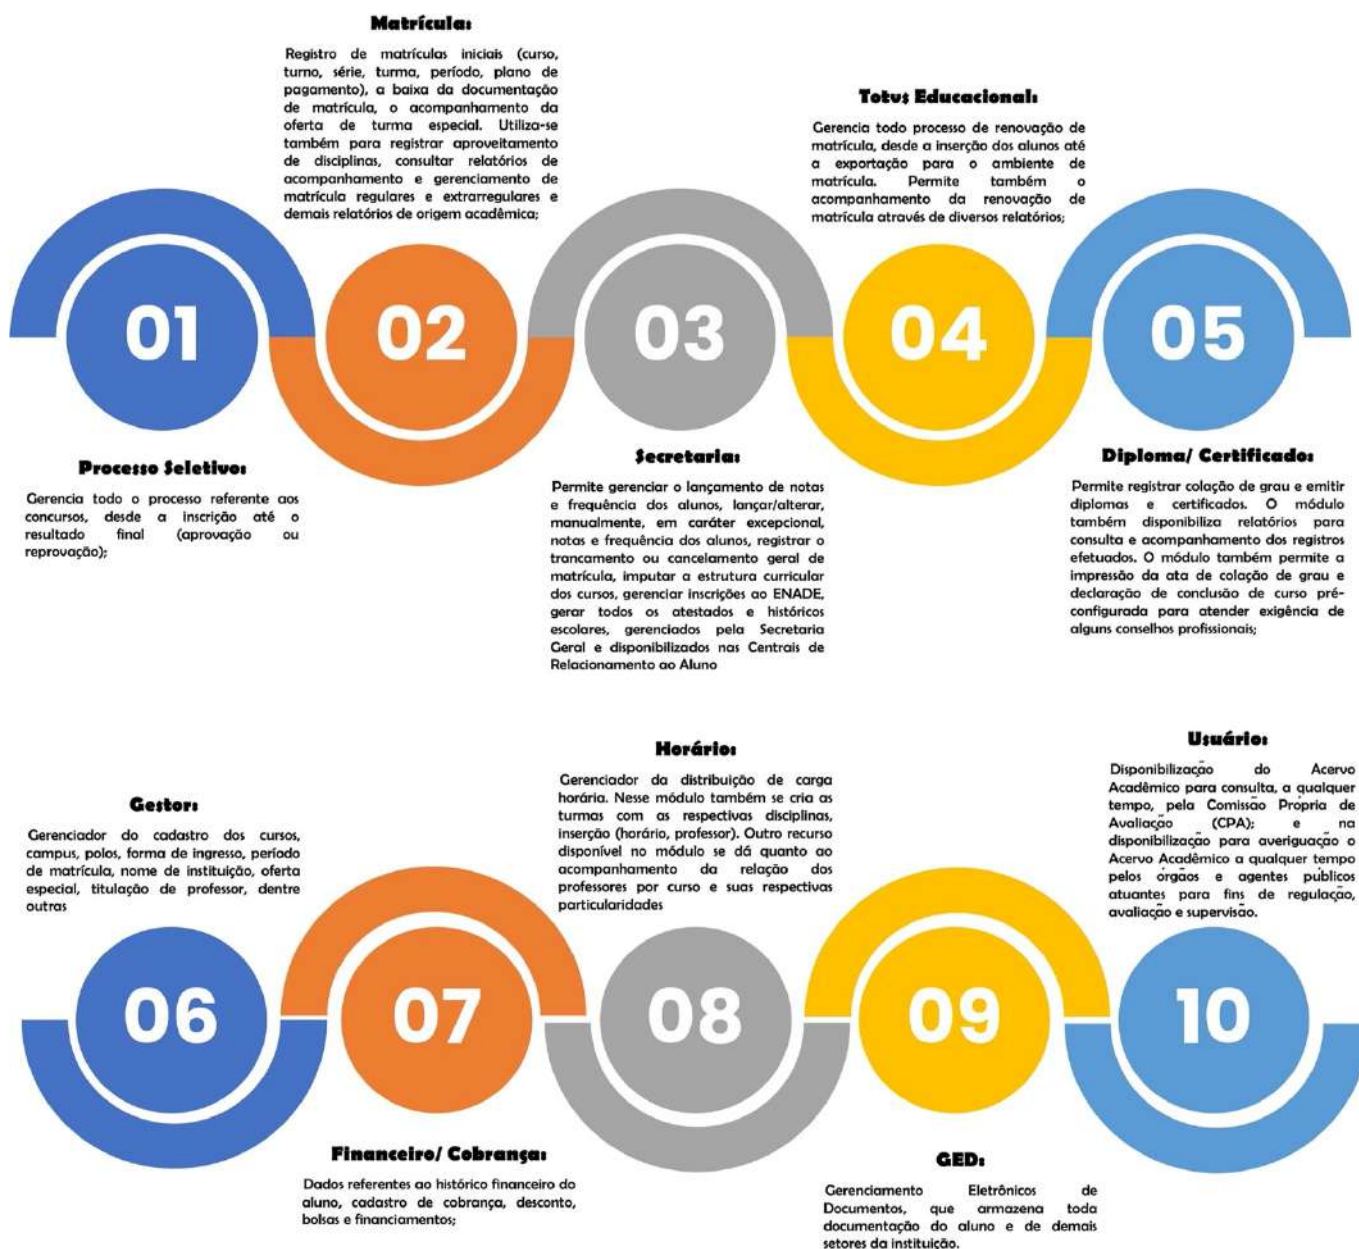 Matrícula:
Registro de matrículas iniciais (curso,
turno, série, turma, período, plano de
pagamento), a baixa da documentação
de matrícula, o acompanhamento da
oferta de turma especial. Utiliza-se
também para registrar aproveitamento
de disciplinas, consultar relatórios de
acompanhamento e gerenciamento de
matrícula regulares e extrarregulares e
demais relatórios de origem acadêmica;
Totvs Educacional:
Gerencia todo processo de renovação de
matrícula, desde a inserção dos alunos até
a exportação para o ambiente de
matrícula. Permite também o
acompanhamento da renovação de
matrícula através de diversos relatórios;
01
02
03
04
05
Processo Seletivo:
Gerencia todo o processo referente aos
concursos, desde a inscrição até o
resultado final (aprovação ou
reprovação);
Secretaria:
Permite gerenciar o lançamento de notas
e frequência dos alunos, lançar/alterar,
manualmente, em caráter excepcional,
notas e frequência dos alunos, registrar o
trancamento ou cancelamento geral de
matrícula, imputar a estrutura curricular
dos cursos, gerenciar inscrições ao ENADE,
gerar todos os atestados e históricos
escolares, gerenciados pela Secretaria
Geral e disponibilizados nas Centrais de
Relacionamento ao Aluno
Diploma/ Certificado:
Permite registrar colação de grau e emitir
diplomas e certificados. O módulo
também disponibiliza relatórios para
consulta e acompanhamento dos registros
efetuados. O módulo também permite a
impressão da ata de colação de grau e
declaração de conclusão de curso pré-
configurada para atender exigência de
alguns conselhos profissionais;
Gestor:
Gerenciador do cadastro dos cursos,
campus, polos, forma de ingresso, período
de matrícula, nome de instituição, oferta
especial, titulação de professor, dentre
outras
Horário:
Gerenciador da distribuição de carga
horária. Nesse módulo também se cria as
turmas com as respectivas disciplinas,
inserção (horário, professor). Outro recurso
disponível no módulo se dá quanto ao
acompanhamento da relação dos
professores por curso e suas respectivas
particularidades
Usuário:
Disponibilização do Acervo
Acadêmico para consulta, a qualquer
tempo, pela Comissão Própria de
Avaliação (CPA); e na
disponibilização para averiguação o
Acervo Acadêmico a qualquer tempo
pelos órgãos e agentes públicos
atuantes para fins de regulação,
avaliação e supervisão.
06
07
08
09
10
Financeiro/ Cobrança:
Dados referentes ao histórico financeiro do
aluno, cadastro de cobrança, desconto,
bolsas e financiamentos;
GED:
Gerenciamento Eletrônicos de
Documentos, que armazena toda
documentação do aluno e de demais
setores da instituição.